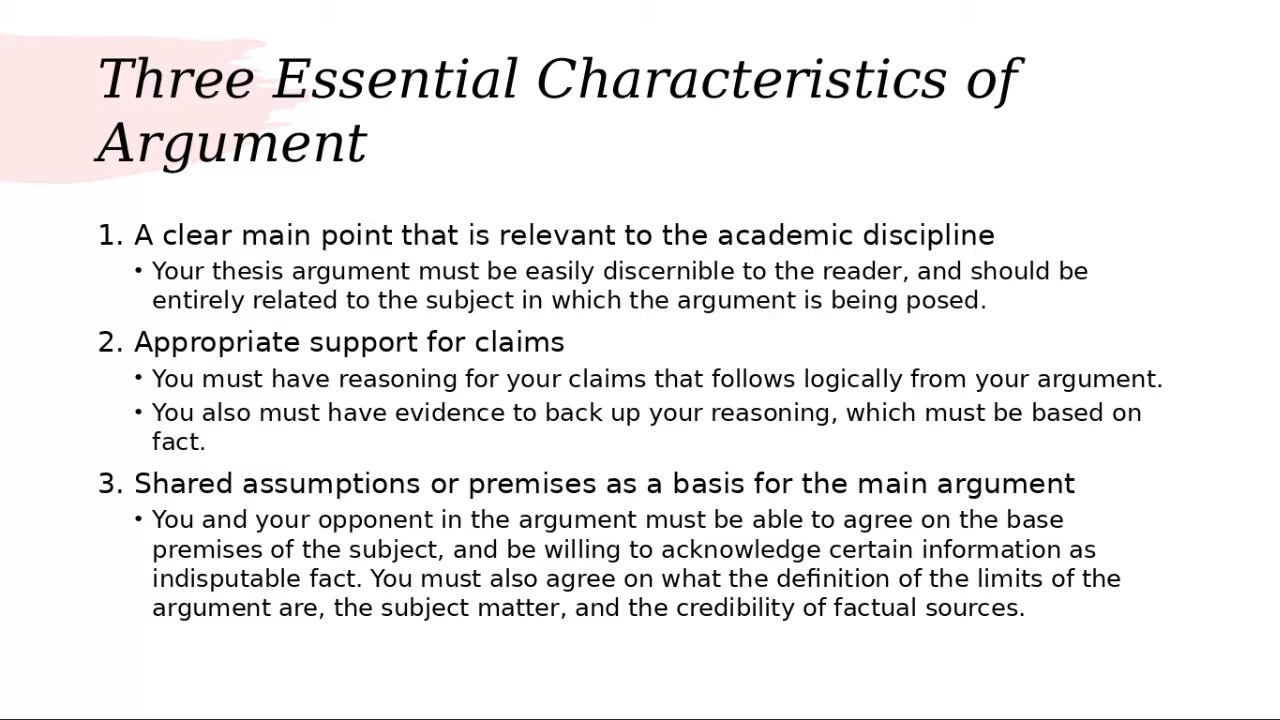 Three Essential Characteristics of
Argument
1. A clear main point that is relevant to the academic discipline
• Your thesis argument must be easily discernible to the reader, and should be
entirely related to the subject in which the argument is being posed.
2. Appropriate support for claims
• You must have reasoning for your claims that follows logically from your argument.
• You also must have evidence to back up your reasoning, which must be based on
fact.
3. Shared assumptions or premises as a basis for the main argument
• You and your opponent in the argument must be able to agree on the base
premises of the subject, and be willing to acknowledge certain information as
indisputable fact. You must also agree on what the definition of the limits of the
argument are, the subject matter, and the credibility of factual sources.